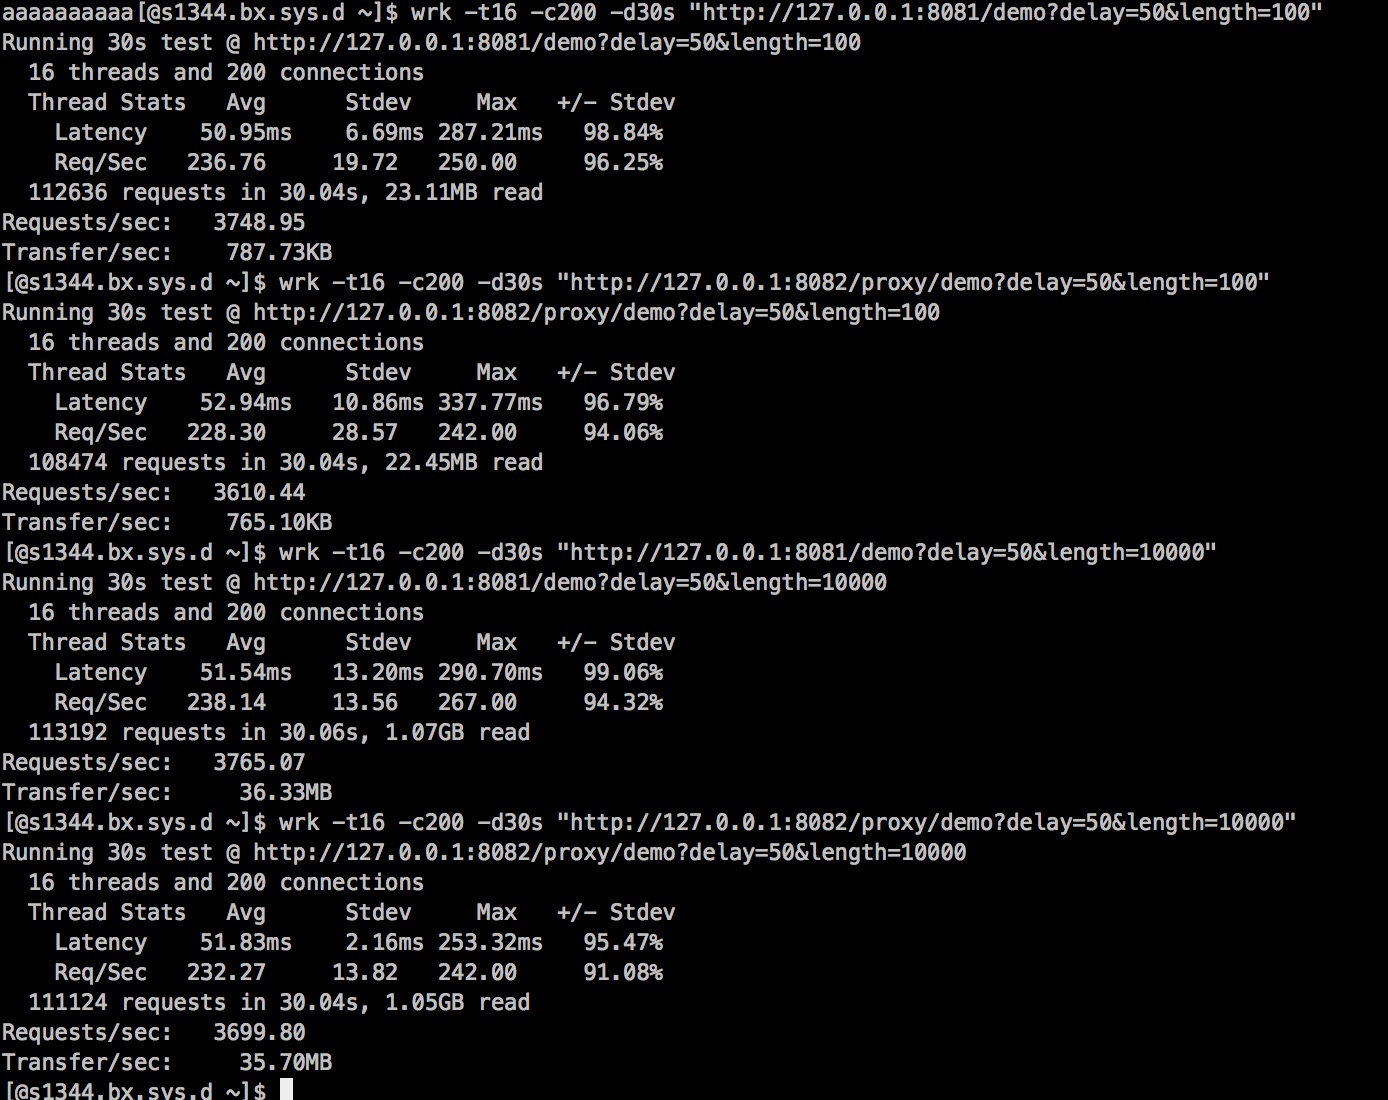 aaaaaaaaaa[@s1344.bx.sys.d ~]$ wrk -t16 -c200 -d30s "http://127.0.0.1:8081/demo?delay=50&length=100"
Running 30s test @ http://127.0.0.1:8081/demo?delay=50&length=100
  16 threads and 200 connections
  Thread Stats   Avg      Stdev     Max   +/- Stdev
    Latency    50.95ms    6.69ms 287.21ms   98.84%
    Req/Sec   236.76     19.72   250.00     96.25%
  112636 requests in 30.04s, 23.11MB read
Requests/sec:   3748.95
Transfer/sec:    787.73KB
[@s1344.bx.sys.d ~]$ wrk -t16 -c200 -d30s "http://127.0.0.1:8082/proxy/demo?delay=50&length=100"
Running 30s test @ http://127.0.0.1:8082/proxy/demo?delay=50&length=100
  16 threads and 200 connections
  Thread Stats   Avg      Stdev     Max   +/- Stdev
    Latency    52.94ms   10.86ms 337.77ms   96.79%
    Req/Sec   228.30     28.57   242.00     94.06%
  108474 requests in 30.04s, 22.45MB read
Requests/sec:   3610.44
Transfer/sec:    765.10KB
[@s1344.bx.sys.d ~]$ wrk -t16 -c200 -d30s "http://127.0.0.1:8081/demo?delay=50&length=10000"
Running 30s test @ http://127.0.0.1:8081/demo?delay=50&length=10000
  16 threads and 200 connections
  Thread Stats   Avg      Stdev     Max   +/- Stdev
    Latency    51.54ms   13.20ms 290.70ms   99.06%
    Req/Sec   238.14     13.56   267.00     94.32%
  113192 requests in 30.06s, 1.07GB read
Requests/sec:   3765.07
Transfer/sec:     36.33MB
[@s1344.bx.sys.d ~]$ wrk -t16 -c200 -d30s "http://127.0.0.1:8082/proxy/demo?delay=50&length=10000"
Running 30s test @ http://127.0.0.1:8082/proxy/demo?delay=50&length=10000
  16 threads and 200 connections
  Thread Stats   Avg      Stdev     Max   +/- Stdev
    Latency    51.83ms    2.16ms 253.32ms   95.47%
    Req/Sec   232.27     13.82   242.00     91.08%
  111124 requests in 30.04s, 1.05GB read
Requests/sec:   3699.80
Transfer/sec:     35.70MB
[@s1344.bx.sys.d ~]$